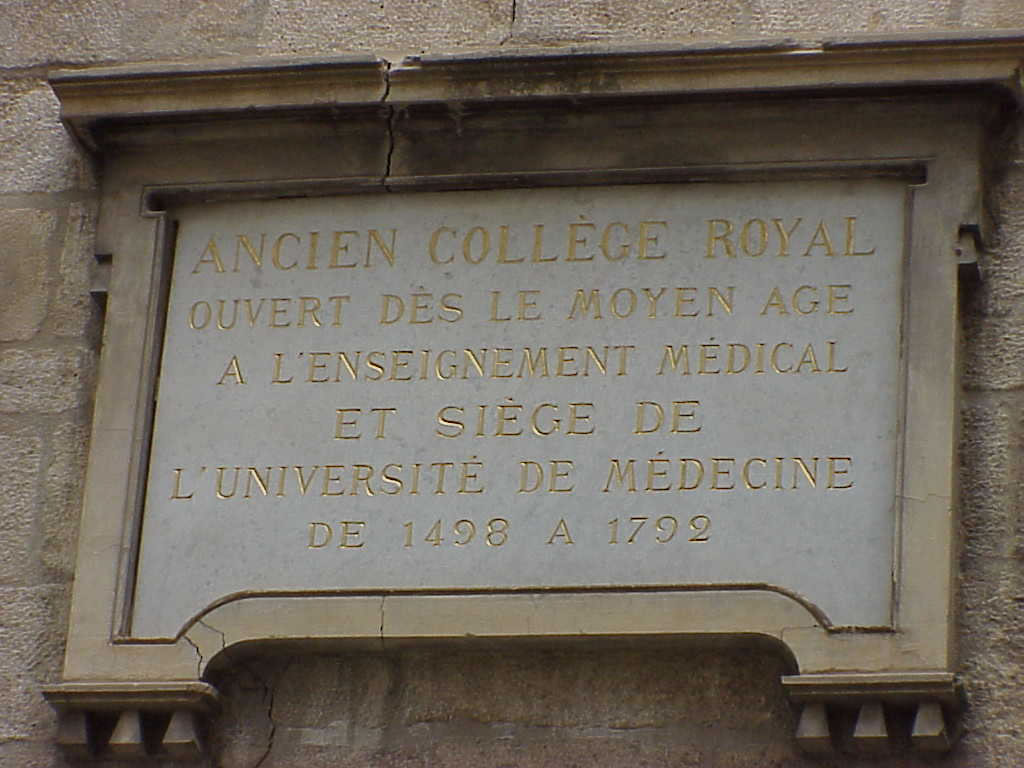 ANCIEN COLLÈGE ROYAL
OUVERT DÈS LE MOYEN AGE
A L'ENSEIGNEMENT MÉDICAL
ET SIÈGE DE
L'UNIVERSITÉ DE MÉDECINE
DE 1498 A 1792